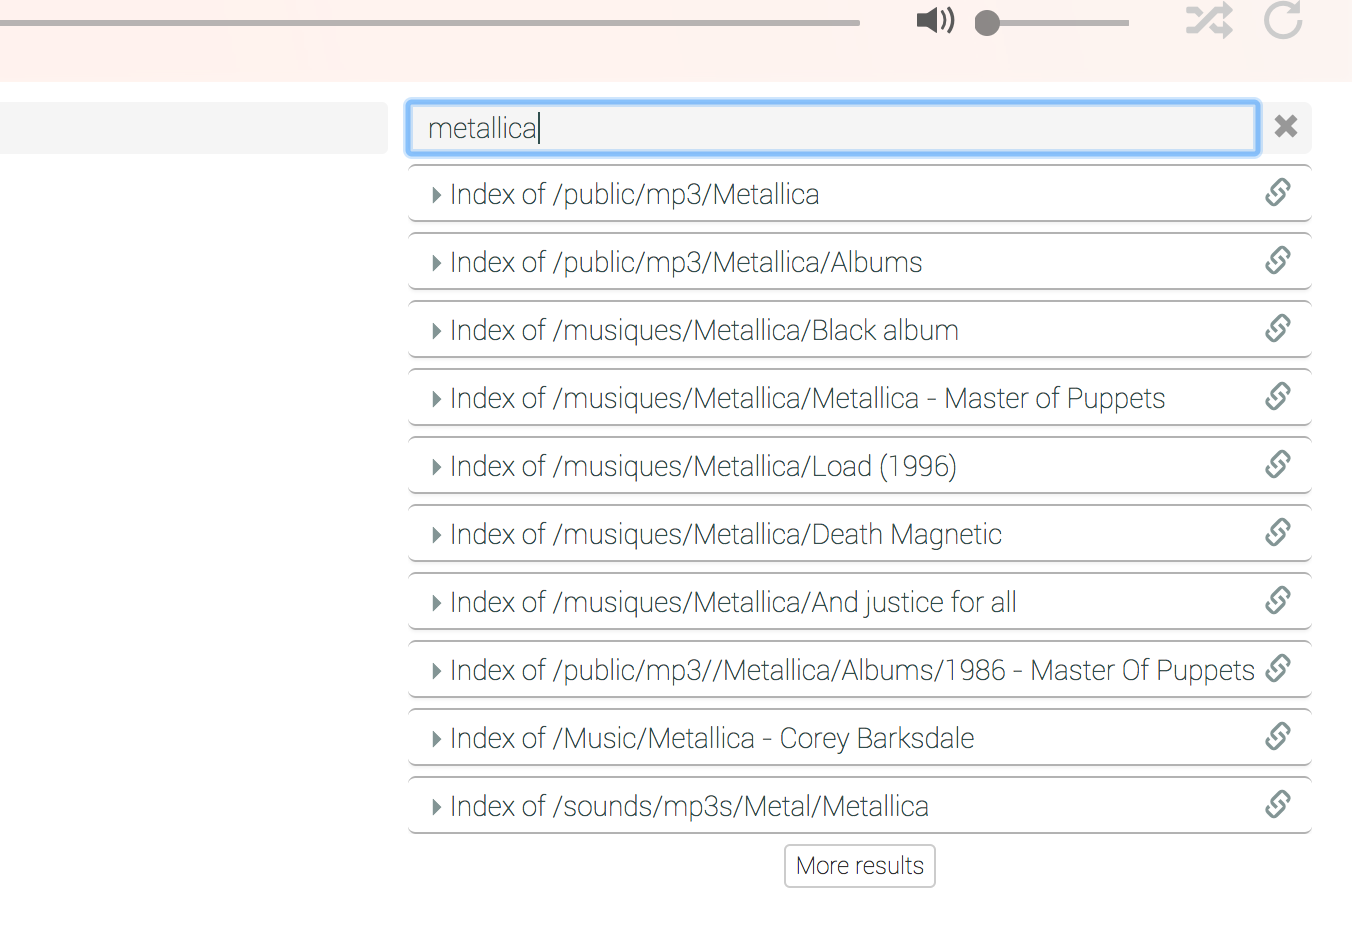 metallica
Index of /public/mp3/Metallica
Index of /public/mp3/Metallica/Albums
Index of /musiques/Metallica/Black album
Index of /musiques/Metallica/Metallica - Master of Puppets
Index of /musiques/Metallica/Load (1996)
Index of /musiques/Metallica/Death Magnetic
Index of /musiques/Metallica/And justice for all
Index of /public/mp3//Metallica/Albums/1986 - Master Of Puppets
Index of /Music/Metallica - Corey Barksdale
Index of /sounds/mp3s/Metal/Metallica
More results